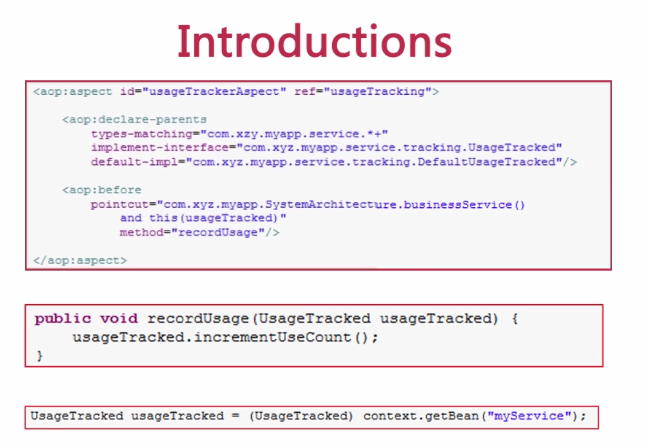 Introductions
<aop:aspect id="usageTrackerAspect" ref="usageTracking">
<aop:declare-parents
types-matching="com.xzy.myapp.service.*+"
implement-interface="com.xyz.myapp.service.tracking.UsageTracked"
default-impl="com.xyz.myapp.service.tracking.DefaultUsageTracked"/>
<aop:before
pointcut="com.xyz.myapp.SystemArchitecture.businessService()
and this(usageTracked)"
method="recordUsage"/>
</aop:aspect>
public void recordUsage(UsageTracked usageTracked) {
usageTracked.incrementUseCount();
}
UsageTracked usageTracked = (UsageTracked) context.getBean("myService");